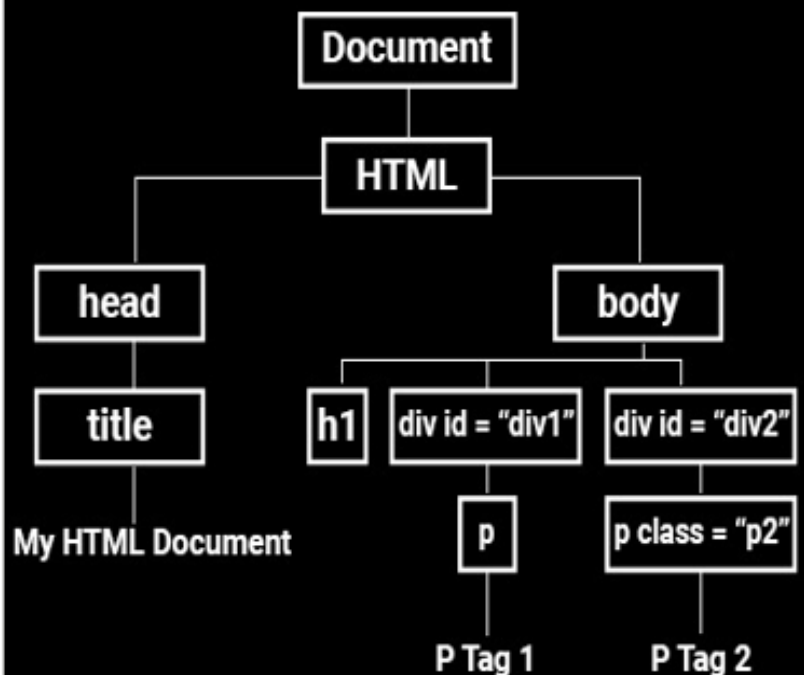 Document
HTML
head
body
title
h1
div id = “div1”
div id = “div2”
My HTML Document
p
p class = “p2”
P Tag 1
P Tag 2